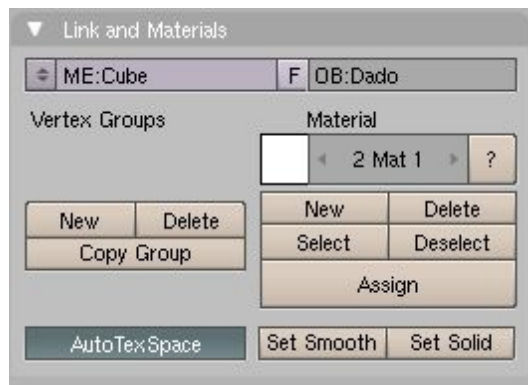 Link and Materials
ME:Cube F OB:Dado
Vertex Groups Material
2 Mat 1 ?
New Delete New Delete
Copy Group Select Deselect
Assign
AutoTexSpace Set Smooth Set Solid